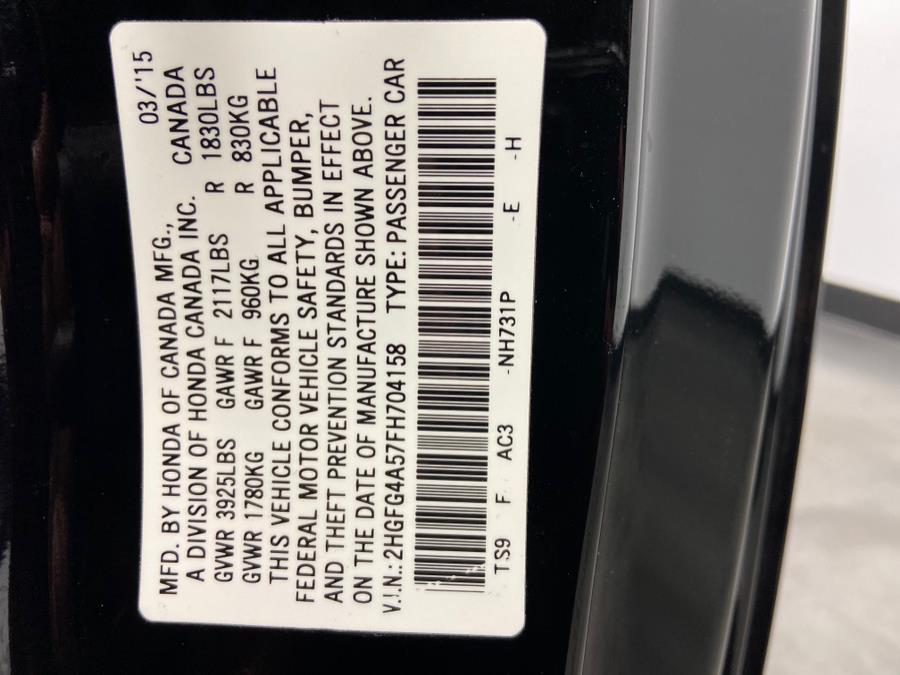 03/'15
MFD. BY HONDA OF CANADA MFG.,
A DIVISION OF HONDA CANADA INC. CANADA
GVWR 3925LBS GAWR F 2117LBS R 1830LBS
GVWR 1780KG GAWR F 960KG R 830KG
THIS VEHICLE CONFORMS TO ALL APPLICABLE
FEDERAL MOTOR VEHICLE SAFETY, BUMPER,
AND THEFT PREVENTION STANDARDS IN EFFECT
ON THE DATE OF MANUFACTURE SHOWN ABOVE.
V.I.N.:2HGFG4A57FH704158 TYPE:PASSENGER CAR
TS9 F AC3 -NH731P -E -H